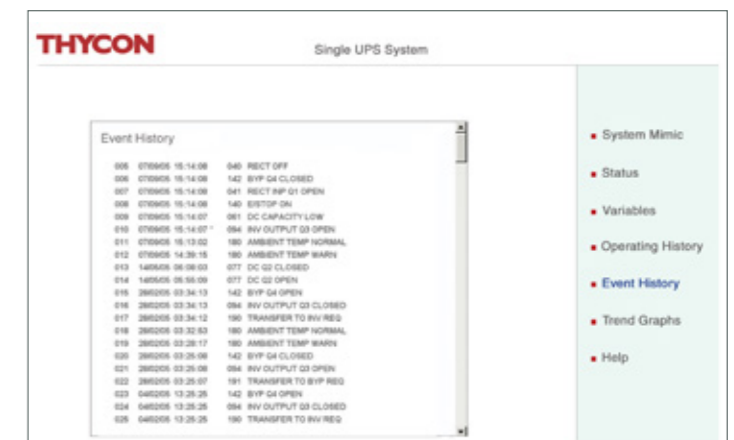 THYCON
Single UPS System
Event History
005 07/09/05 15:14:08 040 RECT OFF
006 07/09/05 15:14:08 142 BYP Q4 CLOSED
007 07/09/05 15:14:08 041 RECT INP Q1 OPEN
008 07/09/05 15:14:08 140 E/STOP ON
009 07/09/05 15:14:07 061 DC CAPACITY LOW
010 07/09/05 15:14:07 094 INV OUTPUT Q3 OPEN
011 07/09/05 15:13:02 180 AMBIENT TEMP NORMAL
012 07/09/05 14:39:15 180 AMBIENT TEMP WARN
013 14/05/05 06:08:03 077 DC Q2 CLOSED
014 14/05/05 05:56:09 077 DC Q2 OPEN
015 28/02/05 03:34:13 142 BYP Q4 OPEN
016 28/02/05 03:34:13 094 INV OUTPUT Q3 CLOSED
017 28/02/05 03:34:12 190 TRANSFER TO INV REQ
018 28/02/05 03:32:53 180 AMBIENT TEMP NORMAL
019 28/02/05 03:28:17 180 AMBIENT TEMP WARN
020 28/02/05 03:25:08 142 BYP Q4 CLOSED
021 28/02/05 03:25:08 094 INV OUTPUT Q3 OPEN
022 28/02/05 03:25:07 191 TRANSFER TO BYP REQ
023 04/02/05 13:25:25 142 BYP Q4 OPEN
024 04/02/05 13:25:25 094 INV OUTPUT Q3 CLOSED
025 04/02/05 13:25:25 190 TRANSFER TO INV REQ
System Mimic
Status
Variables
Operating History
Event History
Trend Graphs
Help